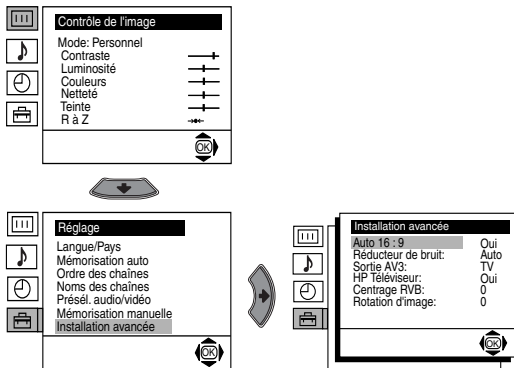 Contrôle de l'image
Mode: Personnel
Contraste
Luminosité
Couleurs
Netteté
Teinte
R à Z
OK
Réglage
Langue/Pays
Mémorisation auto
Ordre des chaînes
Noms des chaînes
Présél. audio/vidéo
Mémorisation manuelle
Installation avancée
OK
Installation avancée
Auto 16 : 9 Oui
Réducteur de bruit: Auto
Sortie AV3: TV
HP Téléviseur: Oui
Centrage RVB: 0
Rotation d'image: 0
OK